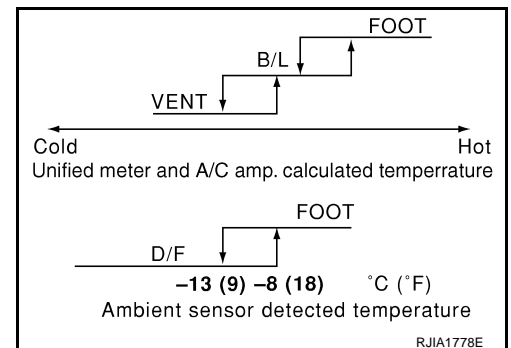 FOOT
B/L
VENT
Cold Hot
Unified meter and A/C amp. calculated temperrature
FOOT
D/F
–13 (9) –8 (18) °C (°F)
Ambient sensor detected temperature
RJIA1778E